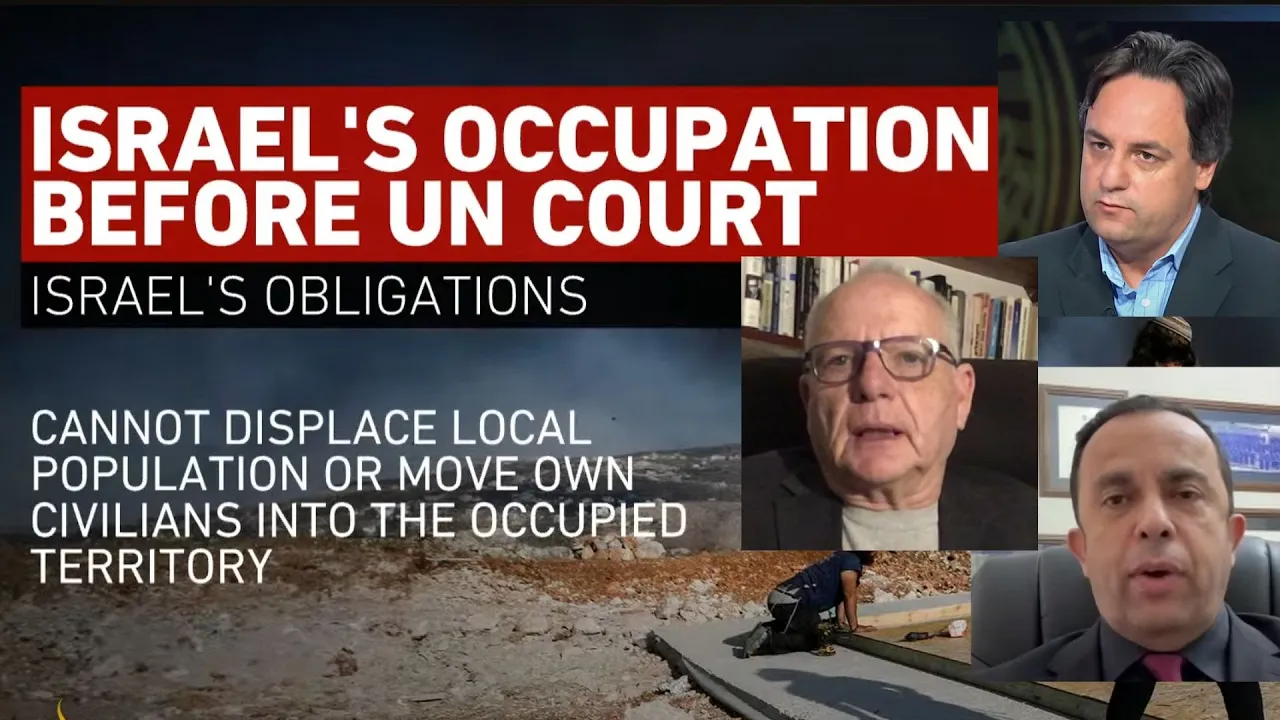 ISRAEL'S OCCUPATION
BEFORE UN COURT
ISRAEL'S OBLIGATIONS
CANNOT DISPLACE LOCAL
POPULATION OR MOVE OWN
CIVILIANS INTO THE OCCUPIED
TERRITORY